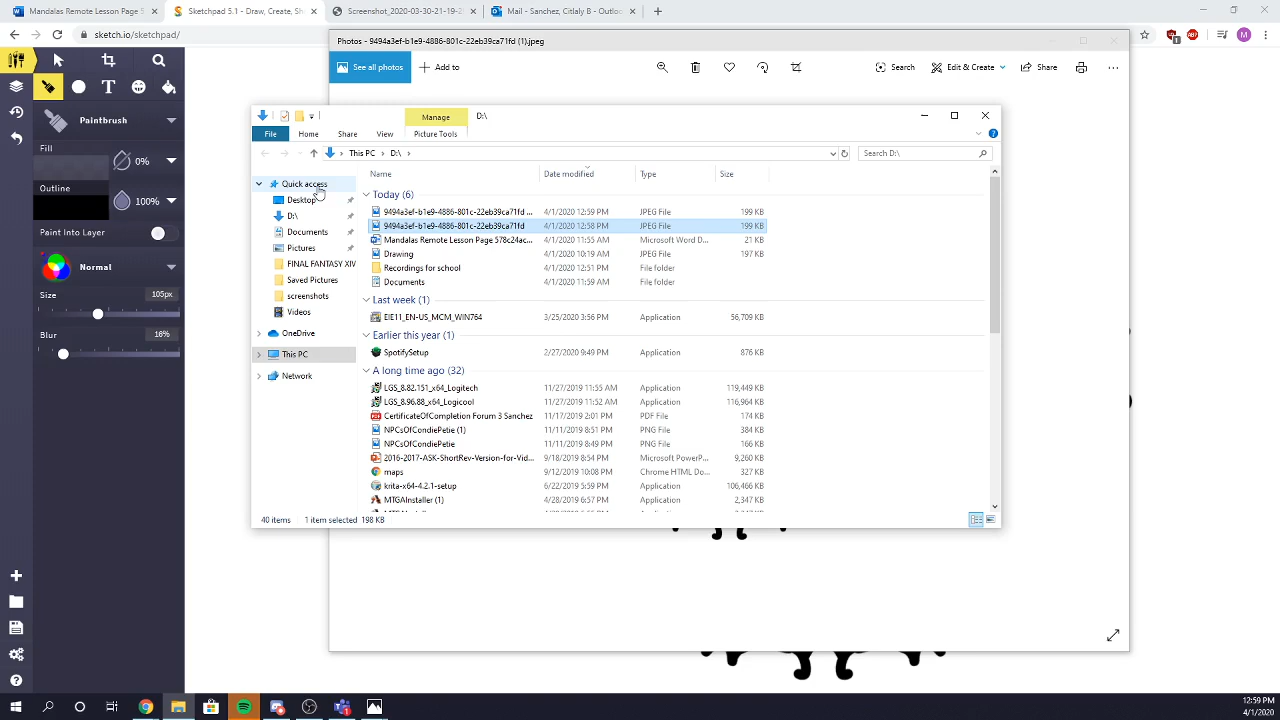 Mandalas Remote Lesson Page 5
Sketchpad 5.1 - Draw, Create, Sh
Screenshot_2020-03-30-21-19-2
Mail - Sanchez, Citlaly B - Outloo
sketch.io/sketchpad/
1
ABP
M
Photos - 9494a3ef-b1e9-4886-801c-22eb39ca71fd (1).jpeg
See all photos
Add to
Search
Edit & Create
Share
Manage
D:\
File
Home
Share
View
Picture Tools
This PC
D:\
Search D:\
Paintbrush
Fill
0%
Outline
100%
Paint Into Layer
Normal
Size
105px
Blur
16%
Quick access
Desktop
D:\
Documents
Pictures
FINAL FANTASY XIV
Saved Pictures
screenshots
Videos
OneDrive
This PC
Network
Name
Date modified
Type
Size
Today (6)
9494a3ef-b1e9-4886-801c-22eb39ca71fd ... 4/1/2020 12:59 PM JPEG File 199 KB
9494a3ef-b1e9-4886-801c-22eb39ca71fd 4/1/2020 12:58 PM JPEG File 199 KB
Mandalas Remote Lesson Page 578c24ac... 4/1/2020 11:55 AM Microsoft Word D... 21 KB
Drawing 4/1/2020 10:19 AM JPEG File 197 KB
Recordings for school 4/1/2020 12:51 PM File folder
Documents 4/1/2020 11:59 AM File folder
Last week (1)
EIE11_EN-US_MCM_WIN764 3/25/2020 3:56 PM Application 56,709 KB
Earlier this year (1)
SpotifySetup 2/27/2020 9:49 PM Application 876 KB
A long time ago (32)
LGS_8.82.151_x64_Logitech 11/27/2019 11:55 AM Application 119,449 KB
LGS_8.96.88_x64_Logicool 11/27/2019 11:52 AM Application 116,964 KB
CertificateOfCompletion Forum 3 Sanchez 11/17/2019 2:01 PM PDF File 174 KB
NPCsOfCondiePetie (1) 11/11/2019 8:51 PM PNG File 384 KB
NPCsOfCondiePetie 11/11/2019 8:49 PM PNG File 166 KB
2016-2017-ASK-ShortRev-Version-for-Vid... 9/18/2019 8:54 PM Microsoft PowerP... 9,260 KB
maps 9/12/2019 10:08 PM Chrome HTML Do...
krita-x64-4.2.1-setup 6/22/2019 5:59 PM Application 106,466 KB
MTGAInstaller (1) 4/28/2019 6:57 PM Application 2,347 KB
40 items
1 item selected 198 KB
12:59 PM
4/1/2020